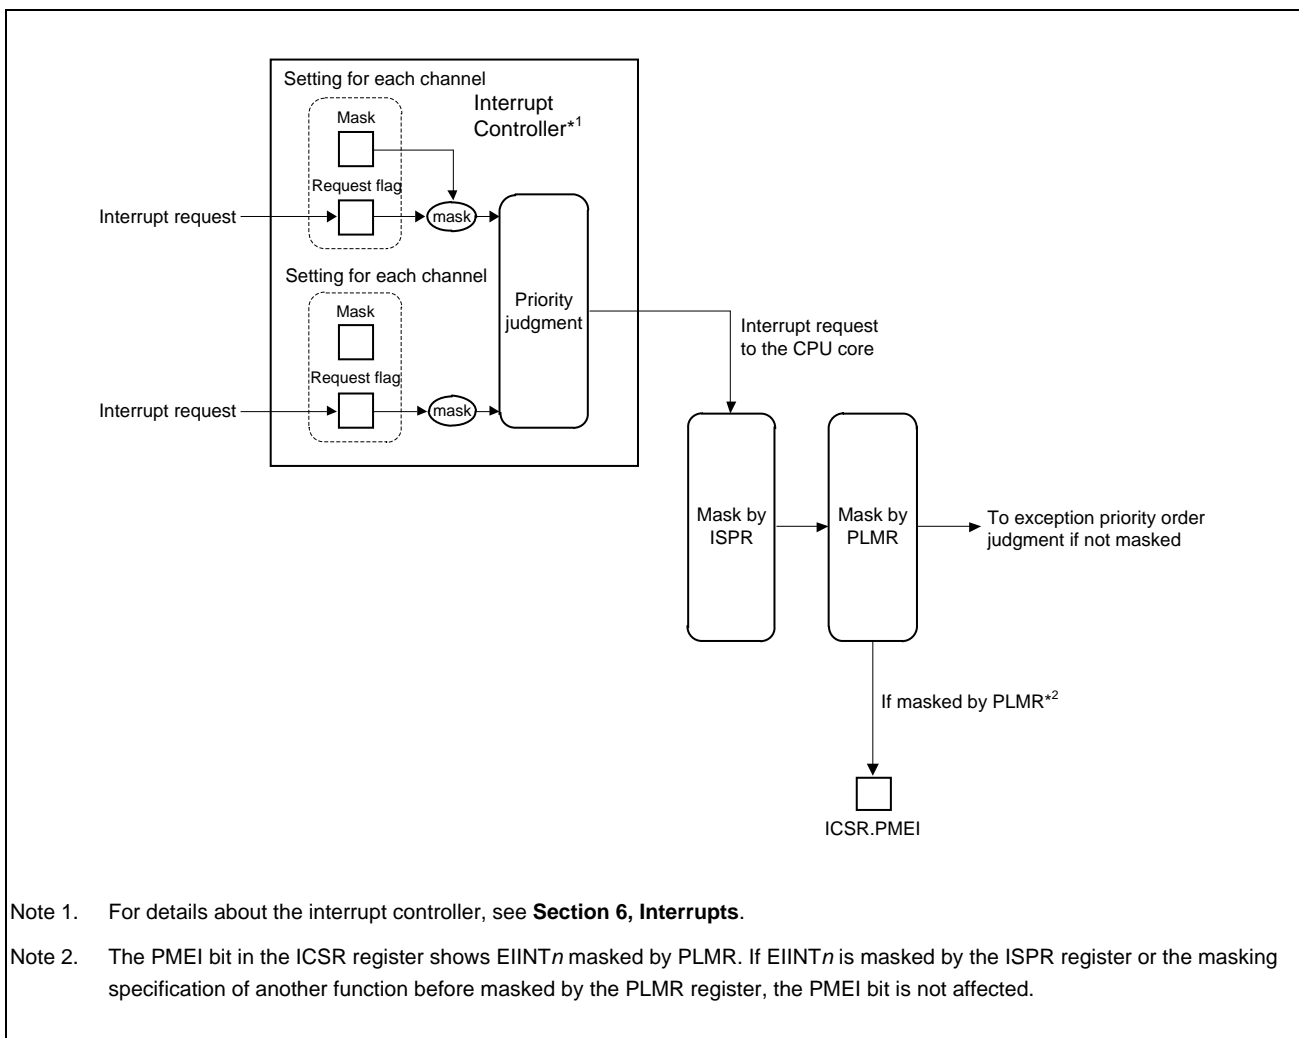 Setting for each channel
Interrupt
Controller*1
Mask
Request flag
Interrupt request
mask
Setting for each channel
Mask
Request flag
Interrupt request
mask
Priority
judgment
Interrupt request
to the CPU core
Mask by
ISPR
Mask by
PLMR
To exception priority order
judgment if not masked
If masked by PLMR*2
ICSR.PMEI
Note 1. For details about the interrupt controller, see Section 6, Interrupts.
Note 2. The PMEI bit in the ICSR register shows EIINTn masked by PLMR. If EIINTn is masked by the ISPR register or the masking
specification of another function before masked by the PLMR register, the PMEI bit is not affected.